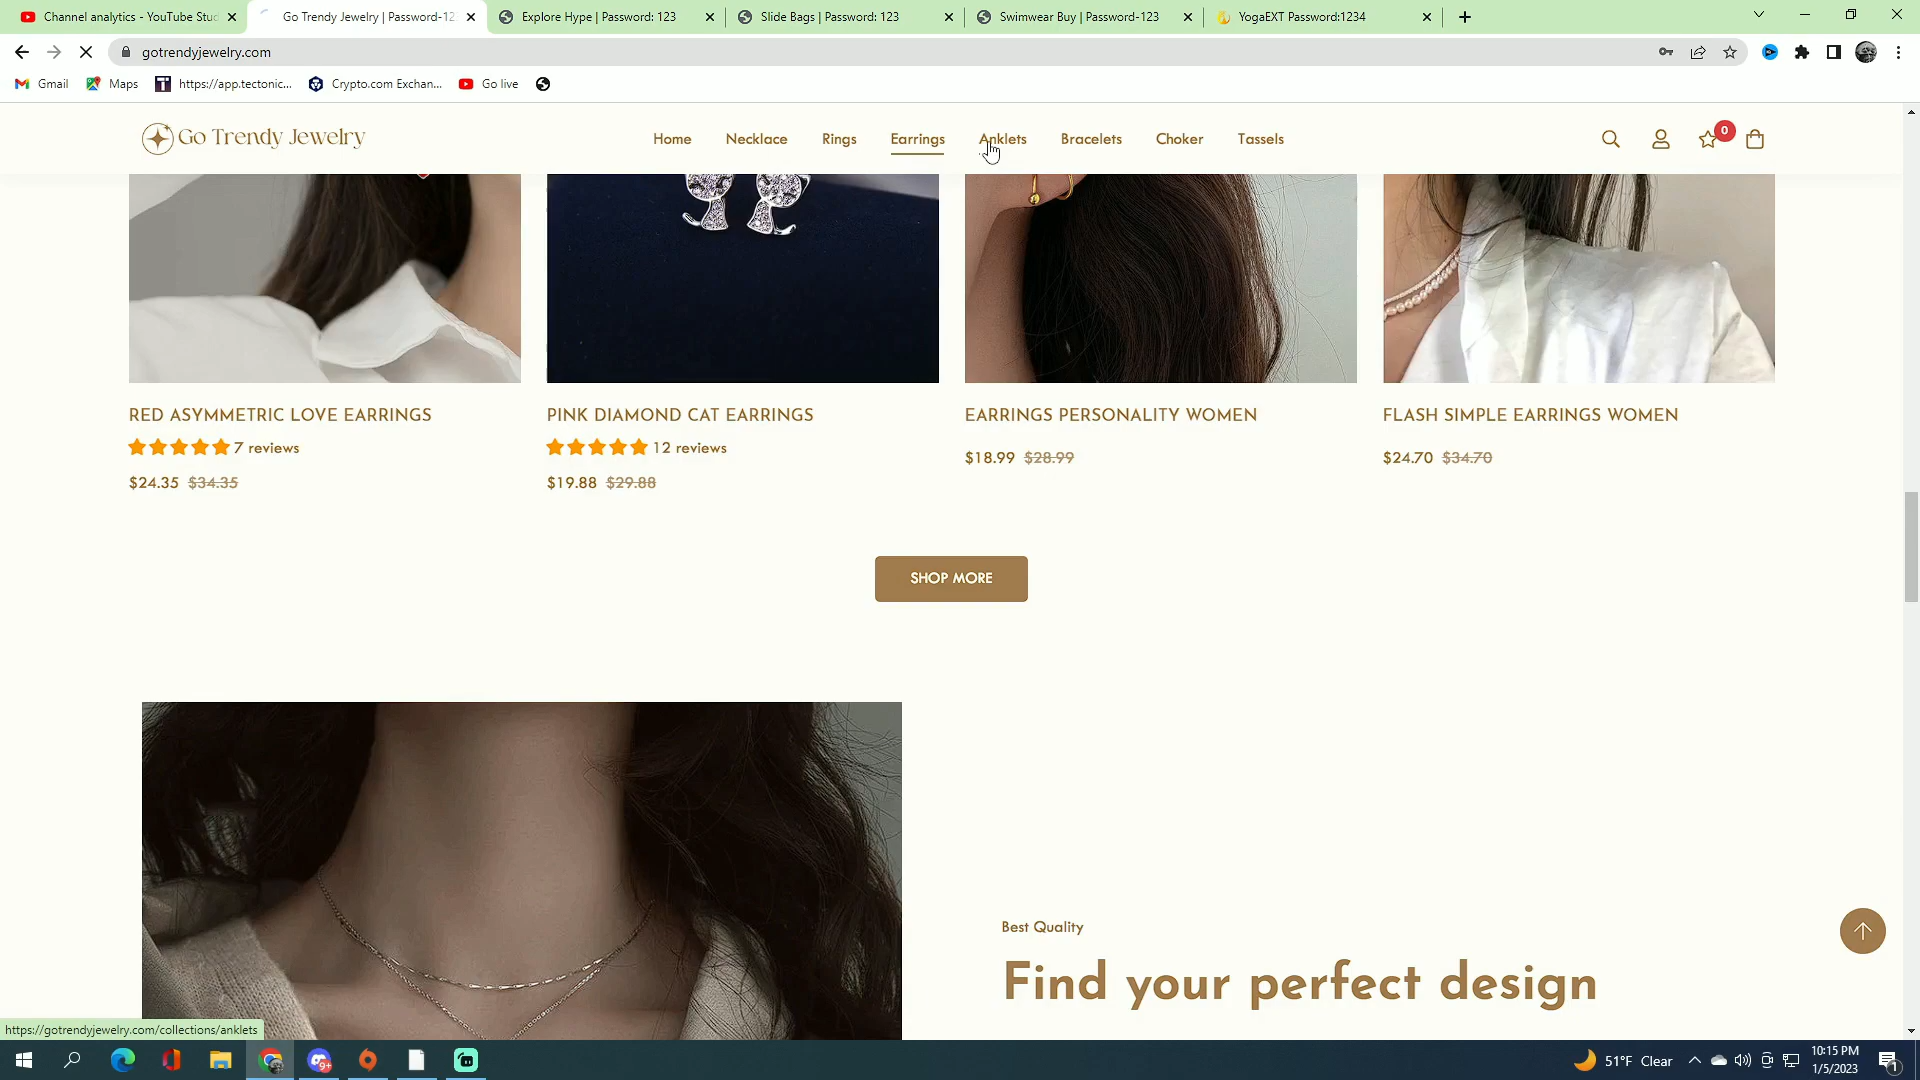 Channel analytics - YouTube Stud
Go Trendy Jewelry | Password-12
Explore Hype | Password: 123
Slide Bags | Password: 123
Swimwear Buy | Password-123
YogaEXT Password:1234
gotrendyjewelry.com
Gmail
Maps
https://app.tectonic...
Crypto.com Exchan...
Go live
Go Trendy Jewelry
Home
Necklace
Rings
Earrings
Anklets
Bracelets
Choker
Tassels
0
RED ASYMMETRIC LOVE EARRINGS
7 reviews
$24.35 $34.35
PINK DIAMOND CAT EARRINGS
12 reviews
$19.88 $29.88
EARRINGS PERSONALITY WOMEN
$18.99 $28.99
FLASH SIMPLE EARRINGS WOMEN
$24.70 $34.70
SHOP MORE
Best Quality
Find your perfect design
https://gotrendyjewelry.com/collections/anklets
9+
51°F Clear
10:15 PM
1/5/2023
1